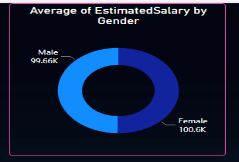 Average of EstimatedSalary by
Gender
Male
99.66K
Female
100.6K